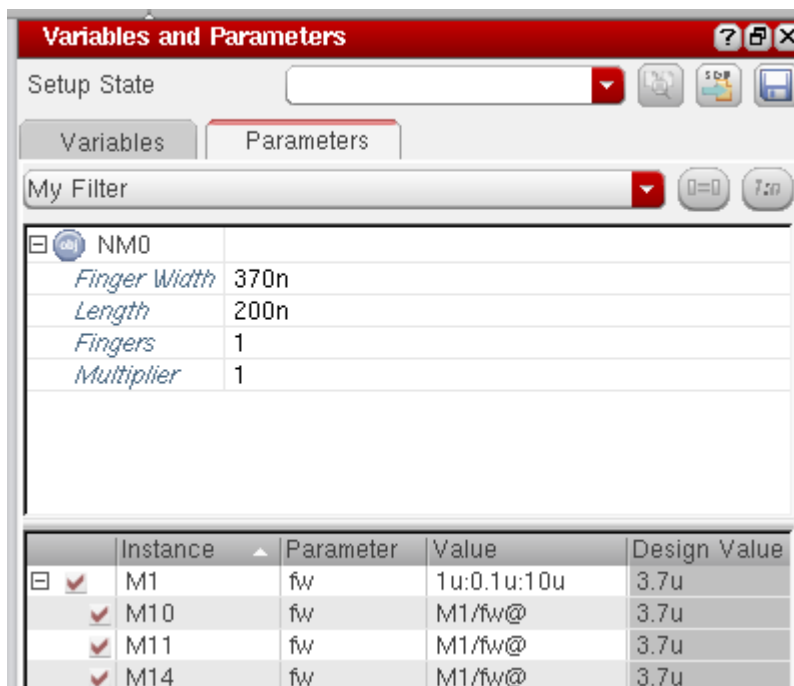 Variables and Parameters
Setup State
Variables Parameters
My Filter
NM0
Finger Width 370n
Length 200n
Fingers 1
Multiplier 1
Instance Parameter Value Design Value
M1 fw 1u:0.1u:10u 3.7u
M10 fw M1/fw@ 3.7u
M11 fw M1/fw@ 3.7u
M14 fw M1/fw@ 3.7u